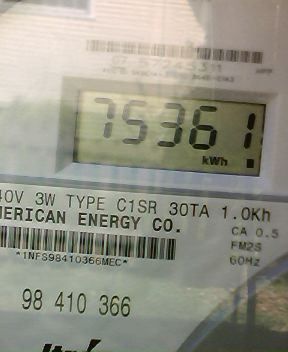 75361
kWh
40V 3W TYPE C1SR 30TA 1.0Kh
MERICAN ENERGY CO.
CA 0.5
*1NFS98410366MEC*
FM2S
60Hz
98 410 366